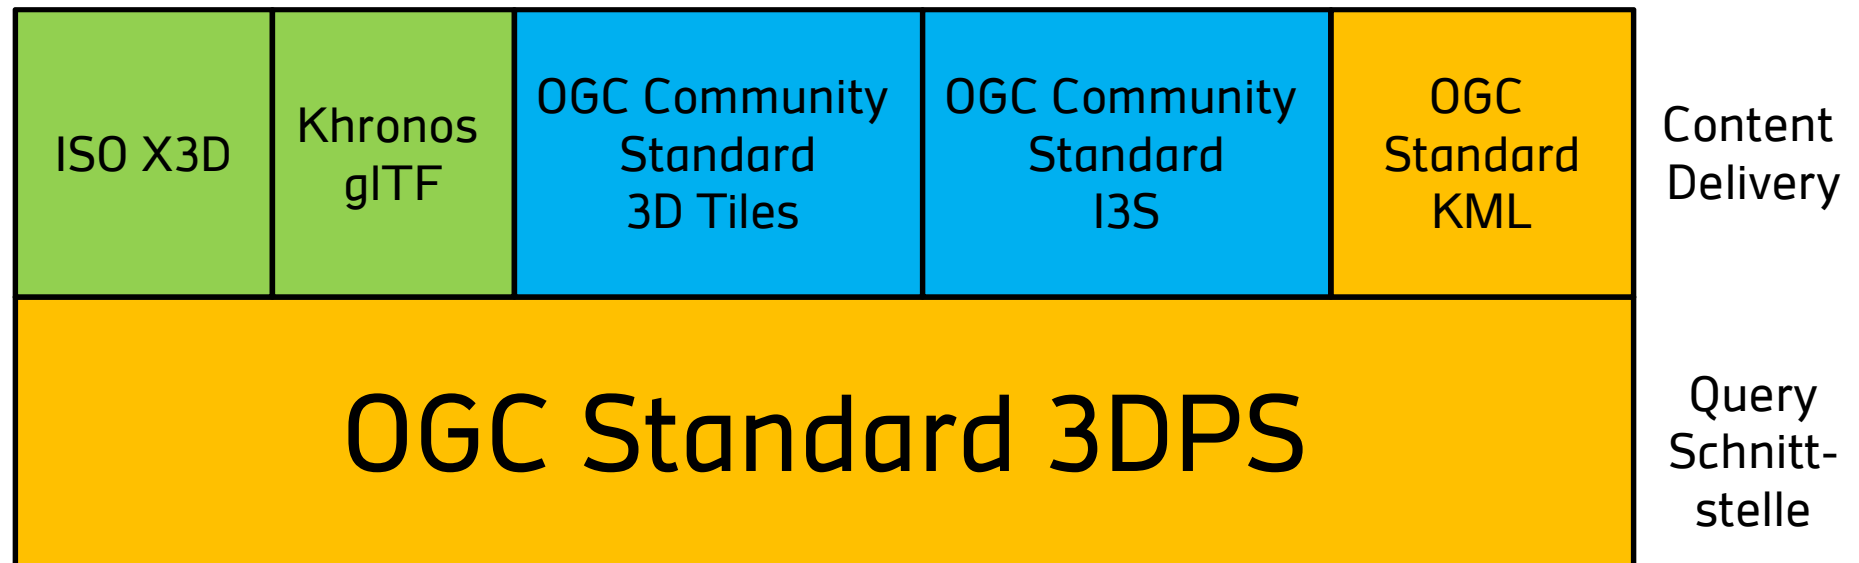 ISO X3D
Khronos
glTF
OGC Community
Standard
3D Tiles
OGC Community
Standard
I3S
OGC
Standard
KML
Content
Delivery
OGC Standard 3DPS
Query
Schnitt-
stelle